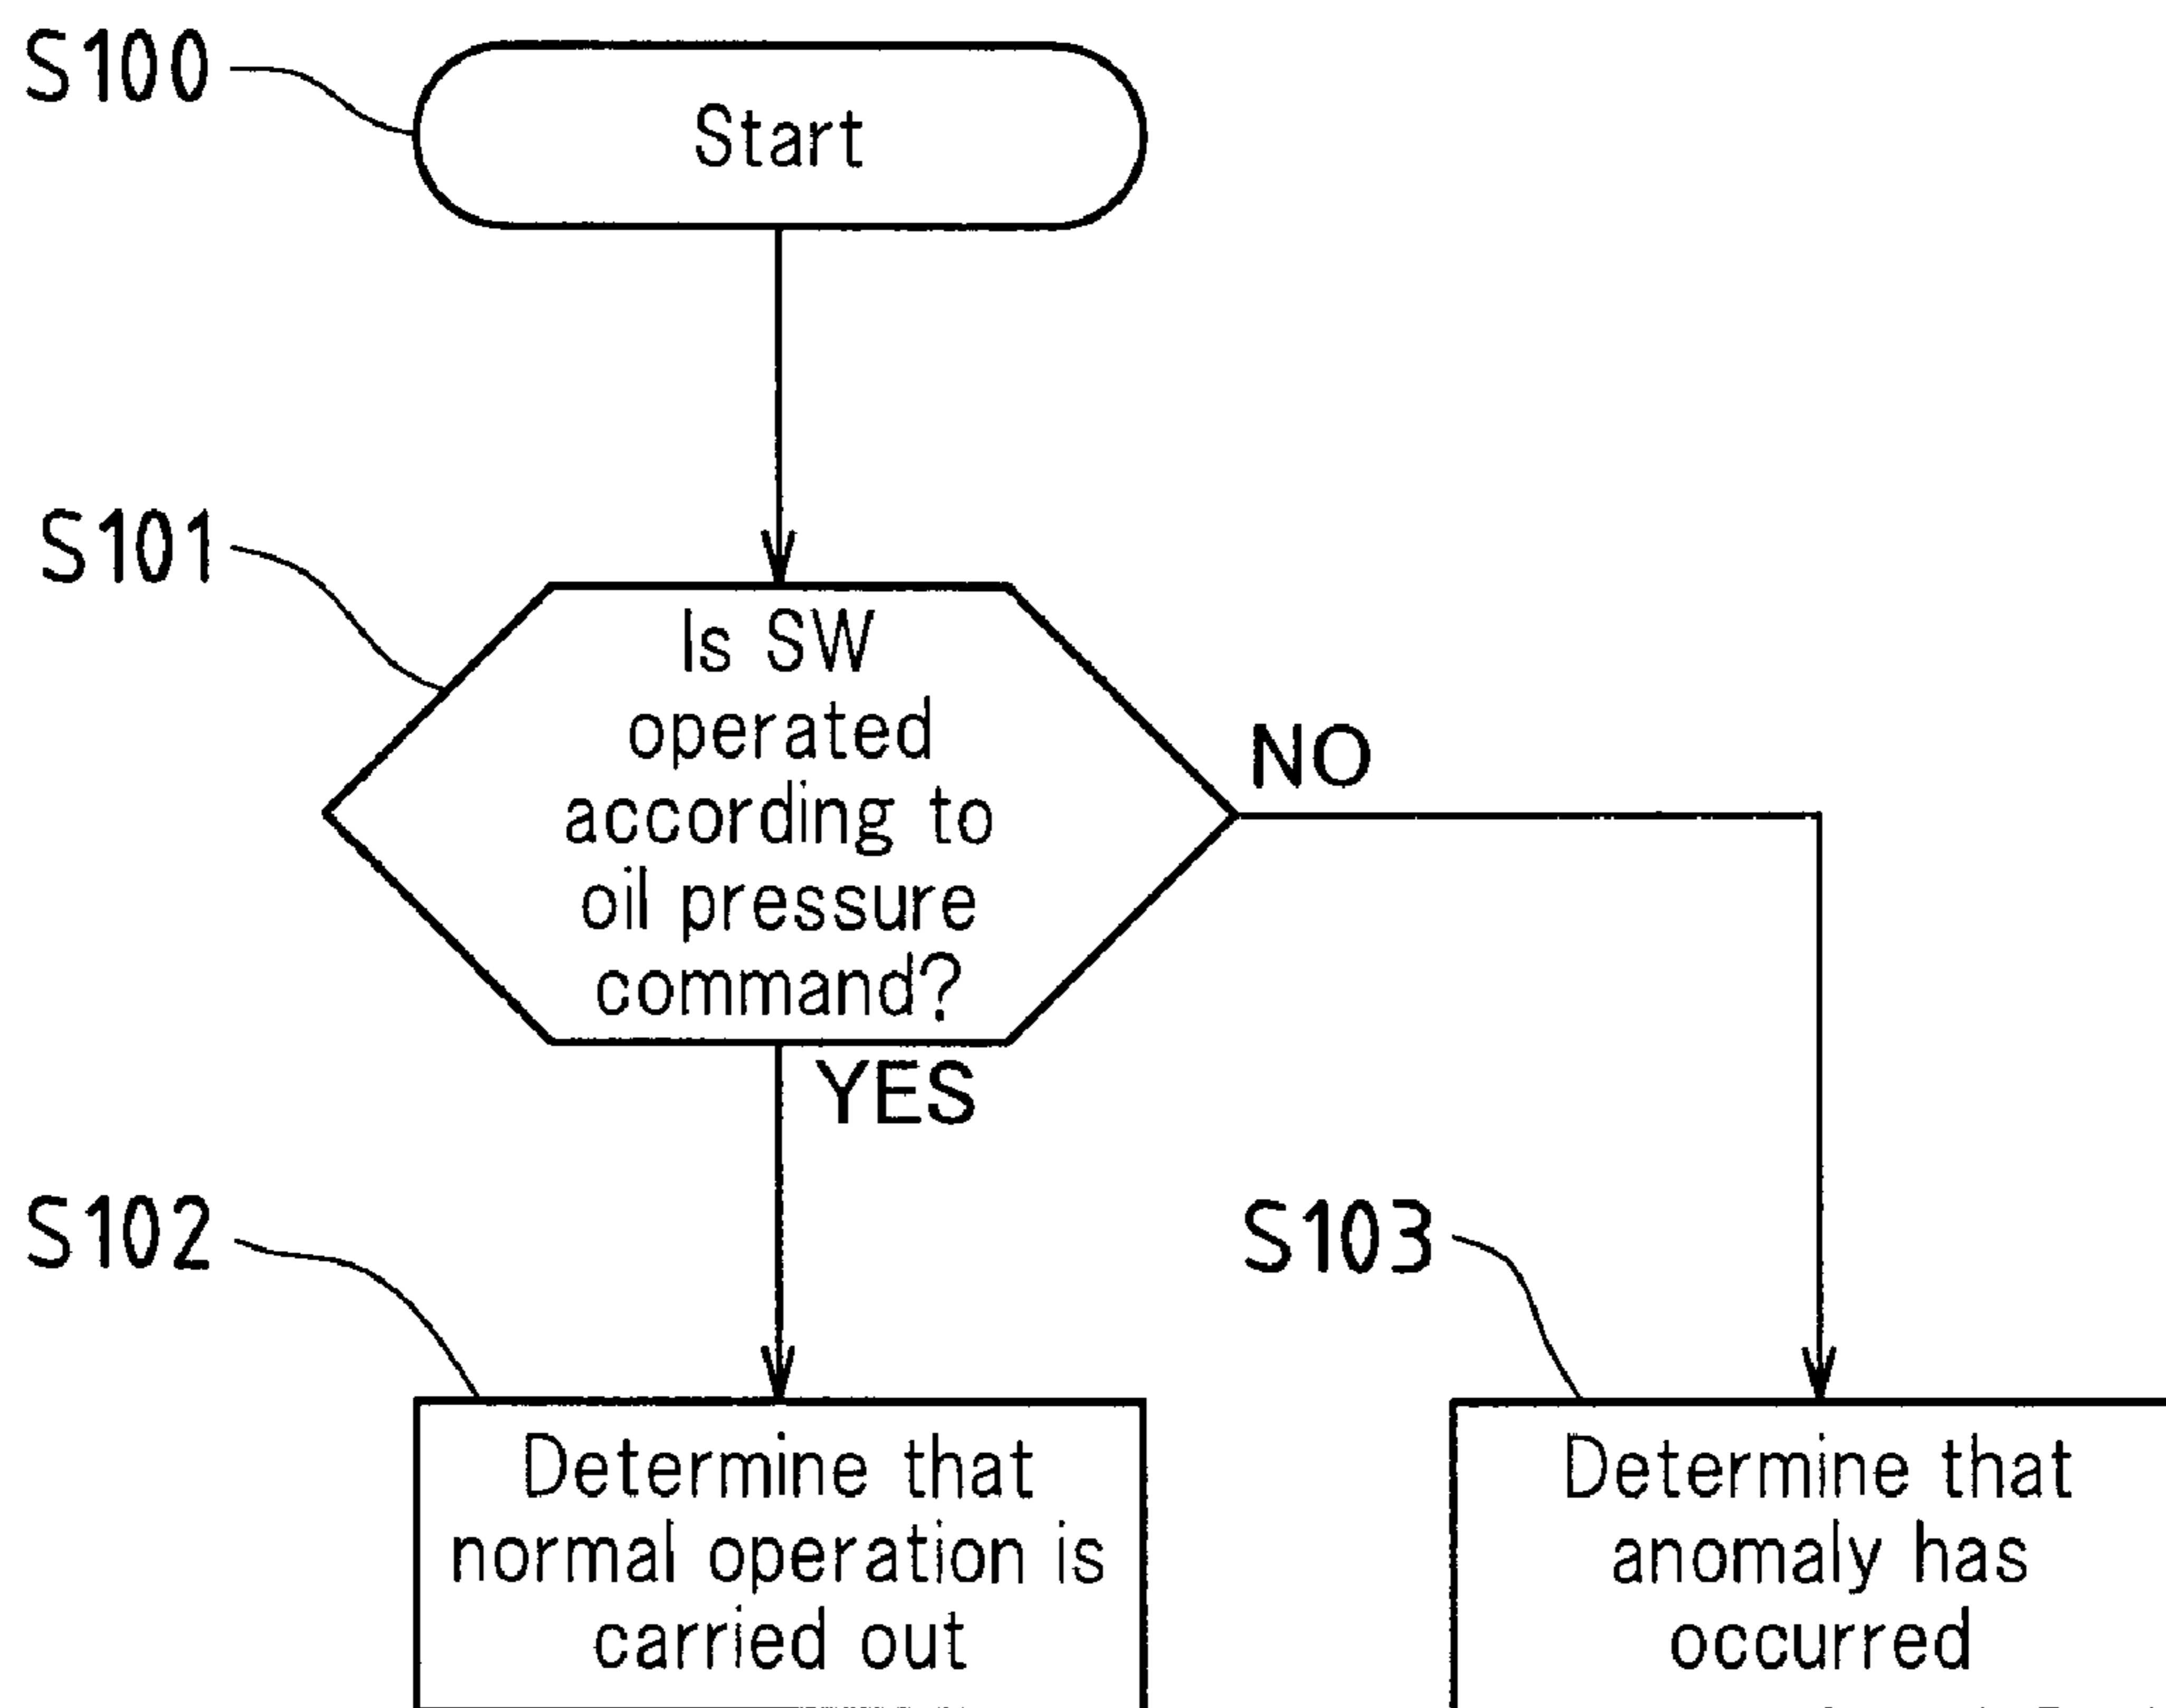 S100
Start
S101
Is SW
operated
according to
oil pressure
command?
NO
YES
S102
S103
Determine that
normal operation is
carried out
Determine that
anomaly has
occurred